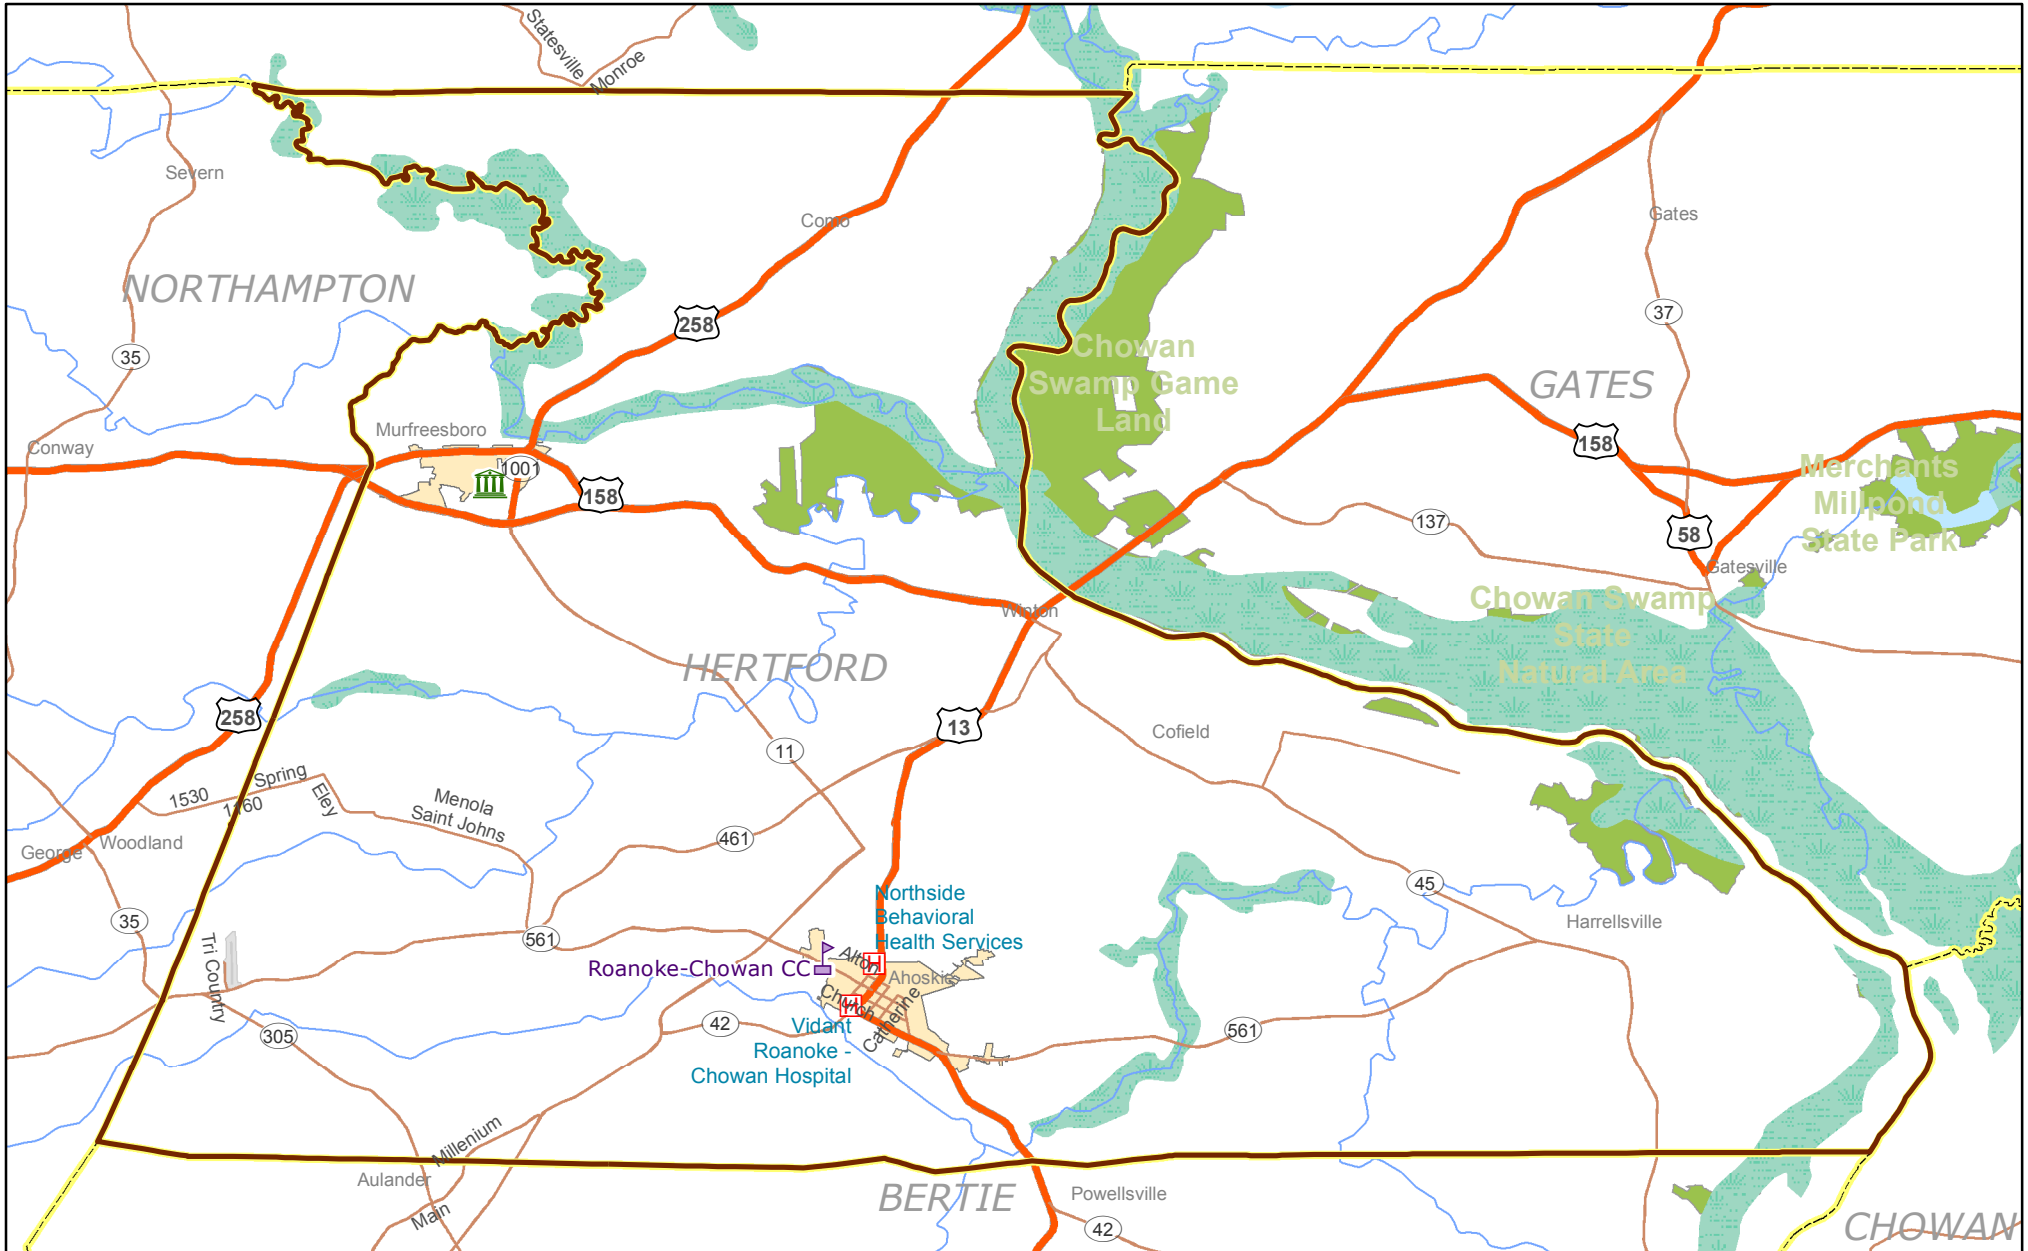 Statesville
Monroe
Severn
Como
Gates
NORTHAMPTON
37
258
35
Chowan
Swamp Game
Land
GATES
Murfreesboro
Conway
158
1001
Merchants
Millpond
State Park
158
137
58
Gatesville
Winton
Chowan Swamp
State
Natural Area
HERTFORD
258
13
Cofield
11
Spring
1530
1160
Eley
Menola
Saint Johns
461
Woodland
George
45
Northside
Behavioral
Health Services
35
Harrellsville
561
Tri Country
Alton
Roanoke-Chowan CC
H
Ahoskie
Church
H
Catherine
42
Vidant
Roanoke -
Chowan Hospital
561
305
Millenium
Aulander
Main
BERTIE
Powellsville
42
CHOWAN